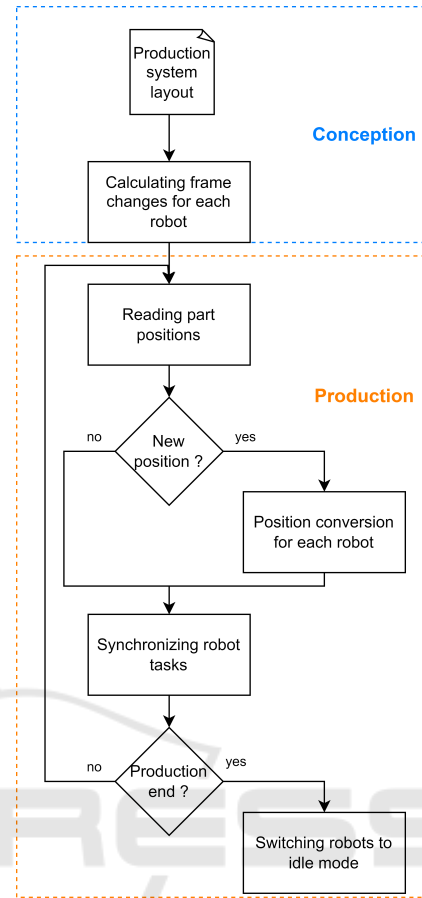 Production
system
layout
Conception
Calculating frame
changes for each
robot
Reading part
positions
Production
no
New
position ?
yes
Position conversion
for each robot
Synchronizing robot
tasks
no
Production
end ?
yes
Switching robots to
idle mode